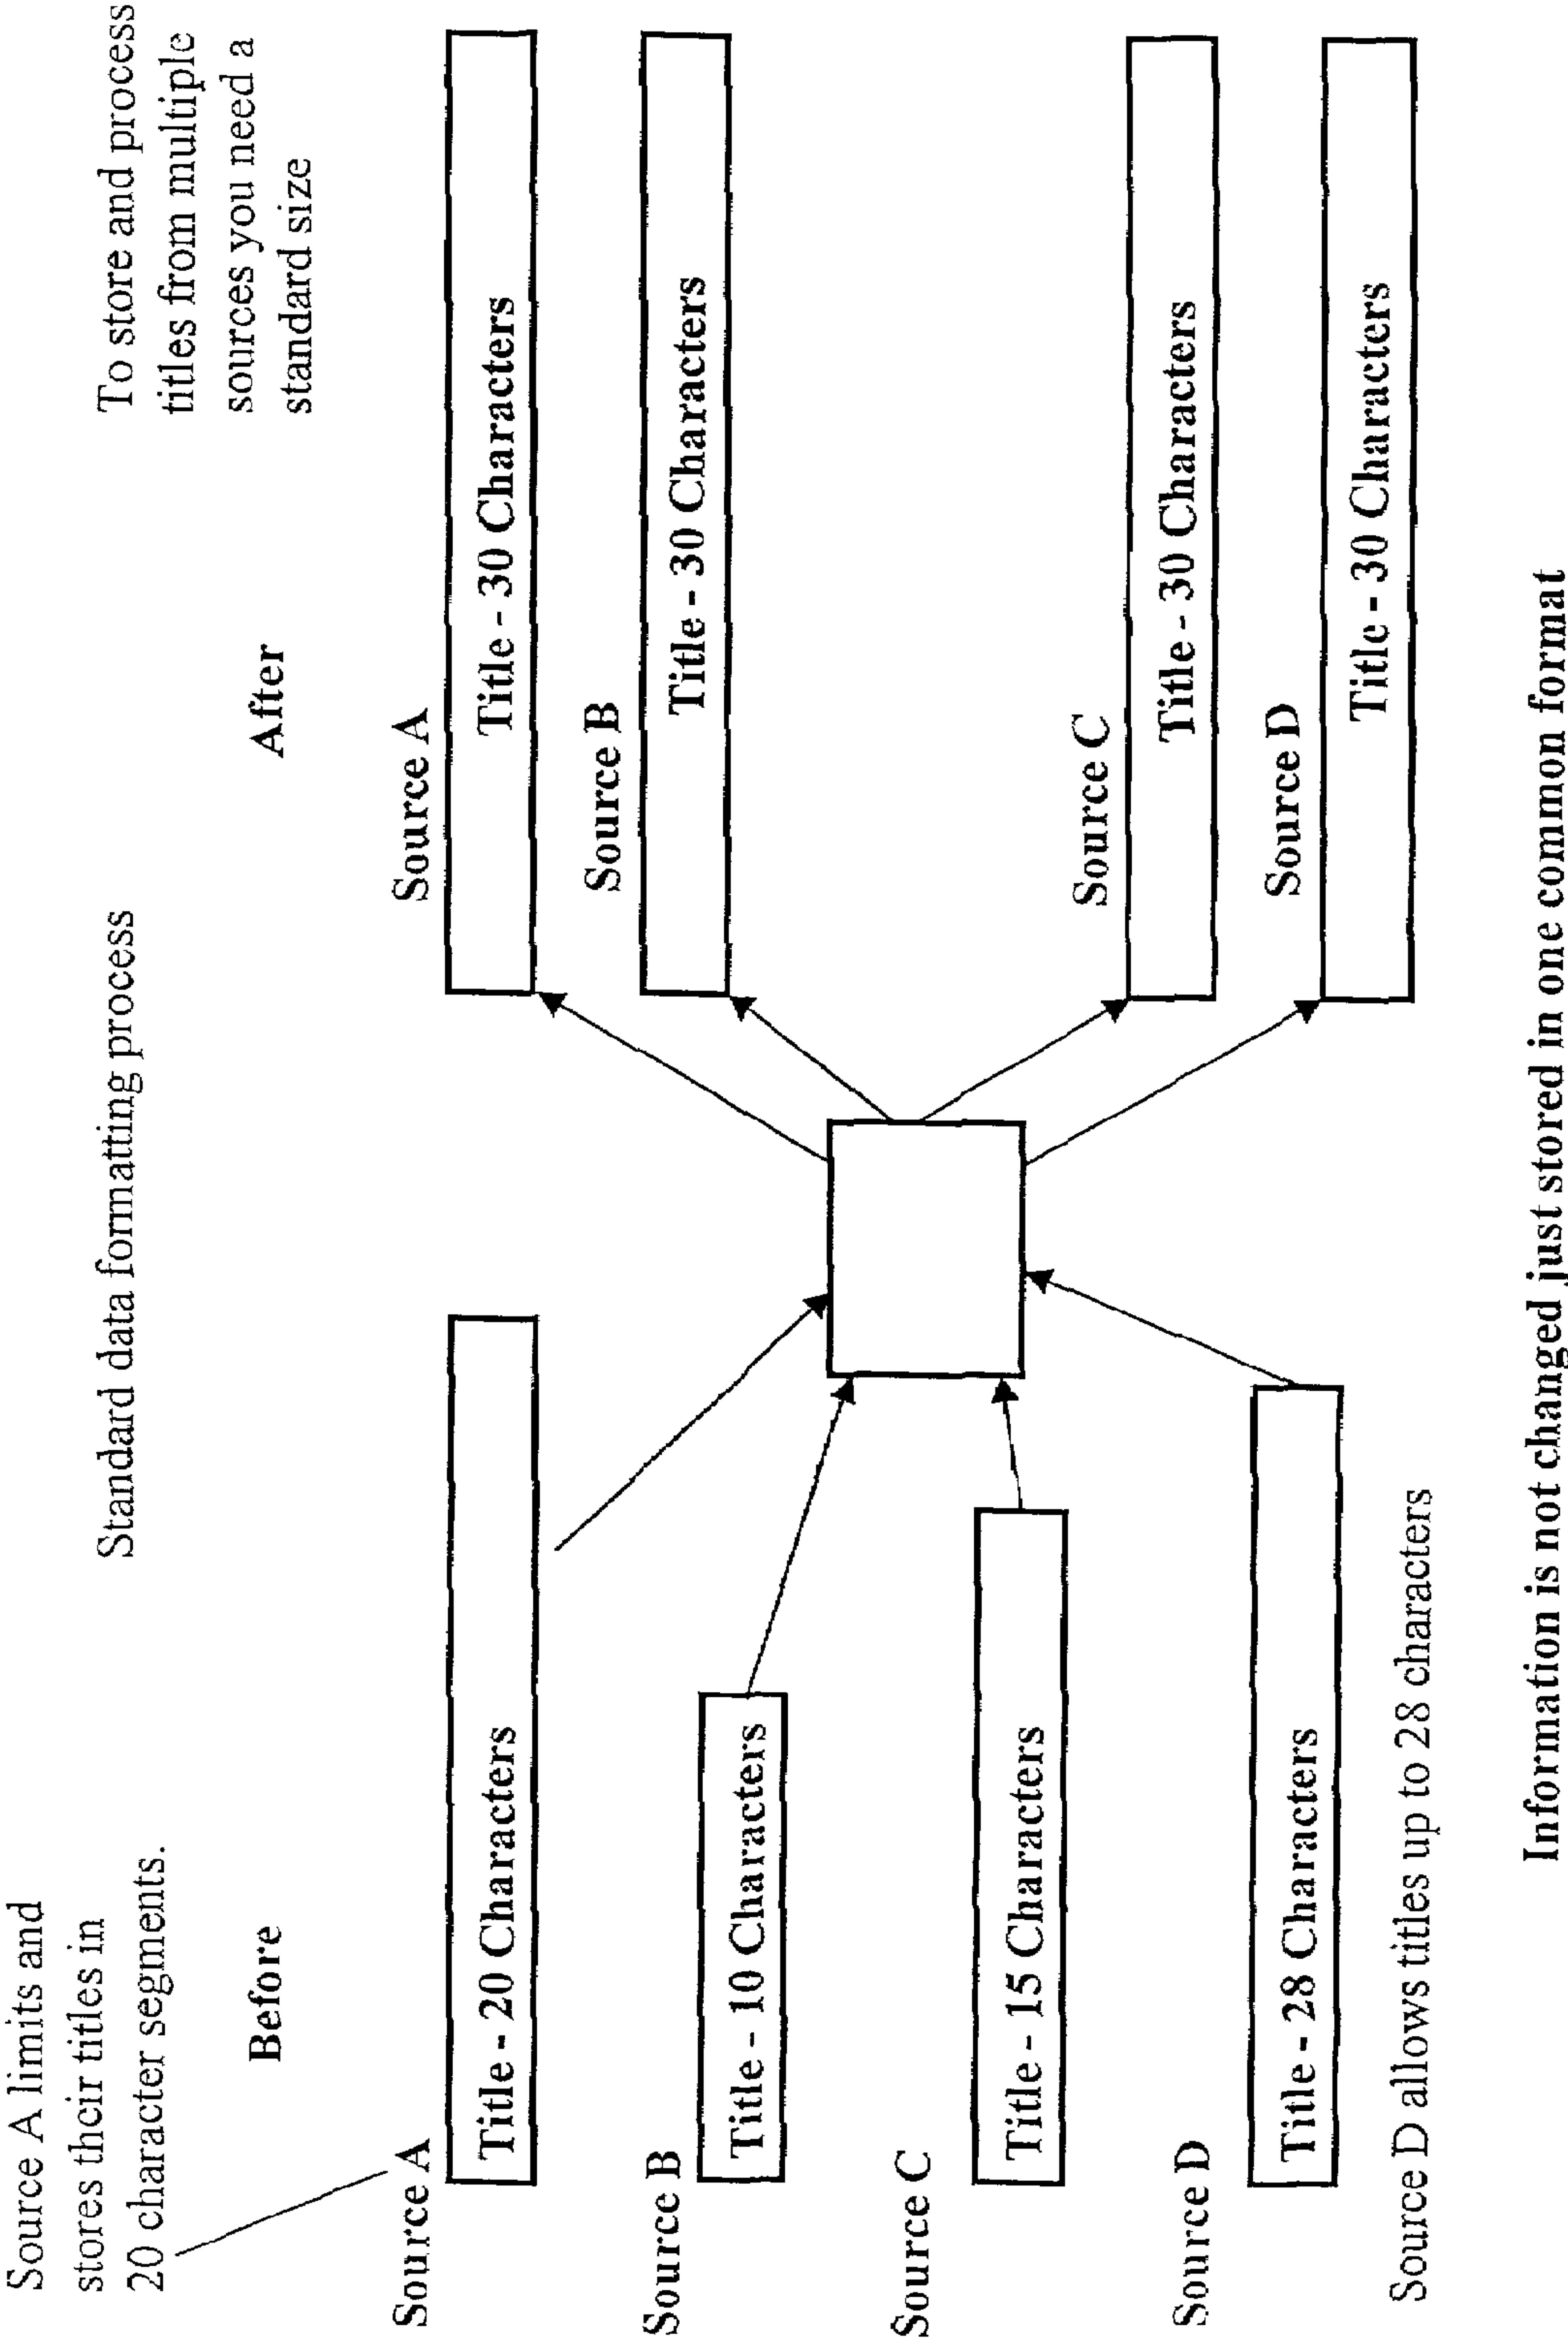 Source A limits and
stores their titles in
20 character segments.
Standard data formatting process
To store and process
titles from multiple
sources you need a
standard size
Before
After
Source A
Title - 20 Characters
Source B
Title - 10 Characters
Source C
Title - 15 Characters
Source D
Title - 28 Characters
Source D allows titles up to 28 characters
Source A
Title - 30 Characters
Source B
Title - 30 Characters
Source C
Title - 30 Characters
Source D
Title - 30 Characters
Information is not changed just stored in one common format